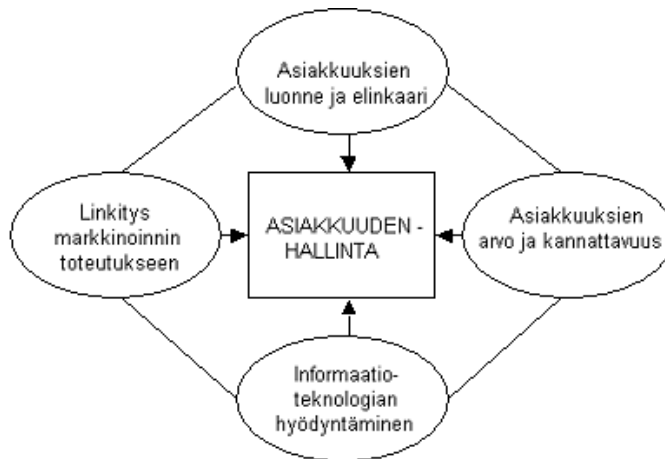 Asiakkuuksien
luonne ja elinkaari
Linkitys
markkinoinnin
toteutukseen
ASIAKKUUDEN -
HALLINTA
Asiakkuuksien
arvo ja kannattavuus
Informaatio-
teknologian
hyödyntäminen